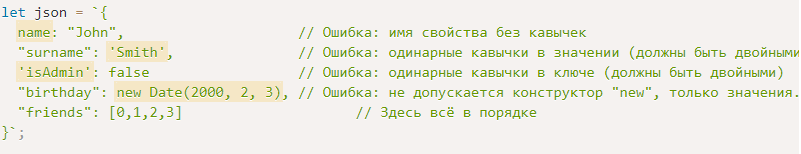 let json = `{
  name: "John",                     // Ошибка: имя свойства без кавычек
  "surname": 'Smith',               // Ошибка: одинарные кавычки в значении (должны быть двойными
  'isAdmin': false                  // Ошибка: одинарные кавычки в ключе (должны быть двойными)
  "birthday": new Date(2000, 2, 3), // Ошибка: не допускается конструктор "new", только значения.
  "friends": [0,1,2,3]                     // Здесь всё в порядке
}`;